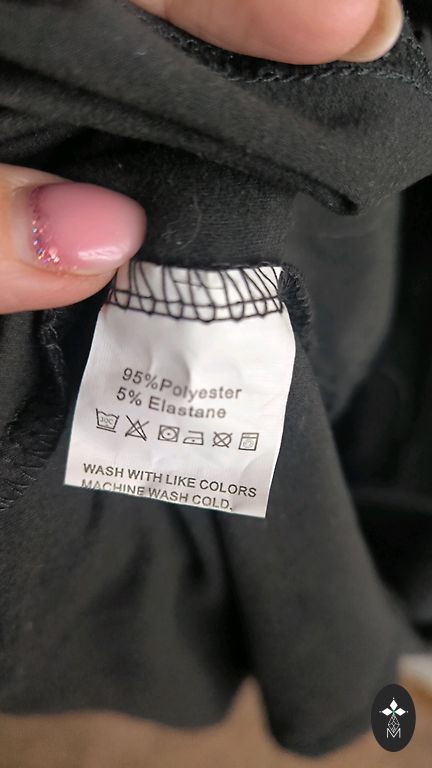 95%Polyester
5% Elastane
WASH WITH LIKE COLORS
MACHINE WASH COLD,